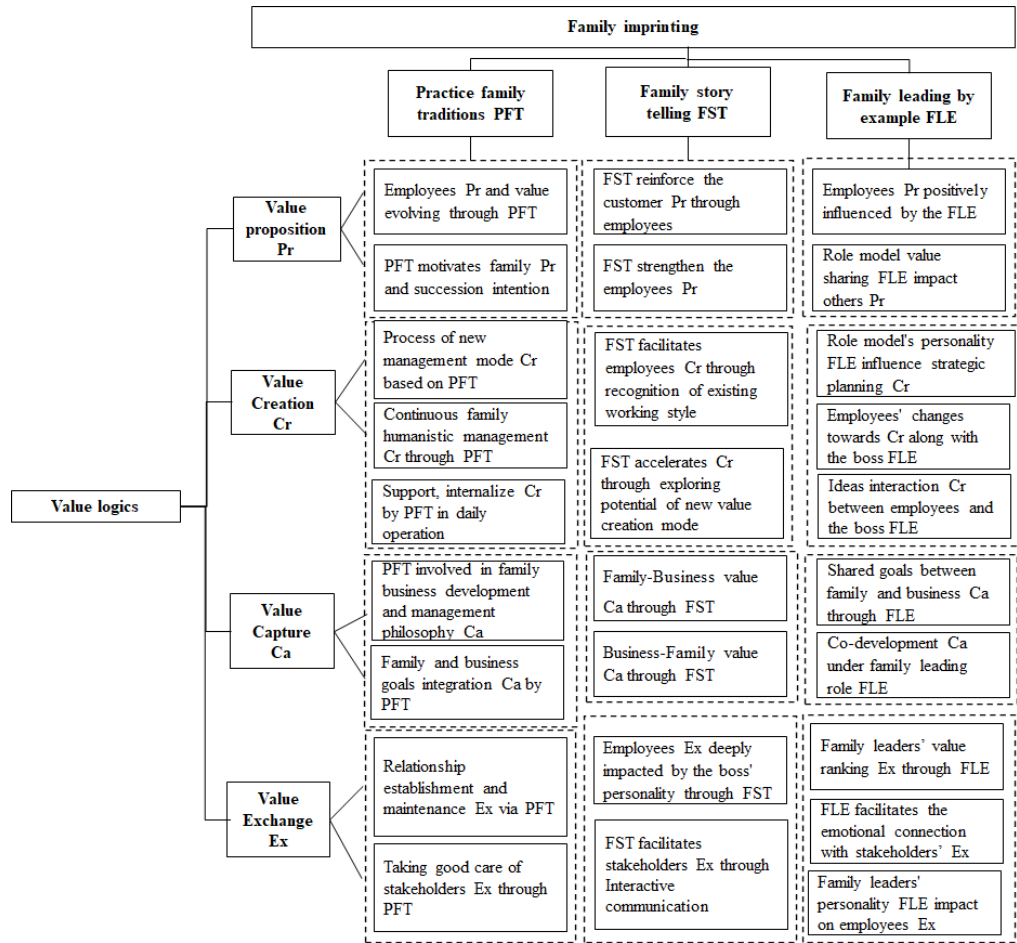 Family imprinting
Practice family
traditions PFT
Family story
telling FST
Family leading by
example FLE
Value
proposition
Pr
Employees Pr and value
evolving through PFT
PFT motivates family Pr
and succession intention
FST reinforce the
customer Pr through
employees
FST strengthen the
employees Pr
Employees Pr positively
influenced by the FLE
Role model value
sharing FLE impact
others Pr
Value
Creation
Cr
Process of new
management mode Cr
based on PFT
Continuous family
humanistic management
Cr through PFT
Support, internalize Cr
by PFT in daily
operation
FST facilitates
employees Cr through
recognition of existing
working style
FST accelerates Cr
through exploring
potential of new value
creation mode
Role model's personality
FLE influence strategic
planning Cr
Employees' changes
towards Cr along with
the boss FLE
Ideas interaction Cr
between employees and
the boss FLE
Value logics
Value
Capture
Ca
PFT involved in family
business development
and management
philosophy Ca
Family and business
goals integration Ca by
PFT
Family-Business value
Ca through FST
Business-Family value
Ca through FST
Shared goals between
family and business Ca
through FLE
Co-development Ca
under family leading
role FLE
Value
Exchange
Ex
Relationship
establishment and
maintenance Ex via PFT
Taking good care of
stakeholders Ex through
PFT
Employees Ex deeply
impacted by the boss'
personality through FST
FST facilitates
stakeholders Ex through
Interactive
communication
Family leaders’ value
ranking Ex through FLE
FLE facilitates the
emotional connection
with stakeholders’ Ex
Family leaders'
personality FLE impact
on employees Ex